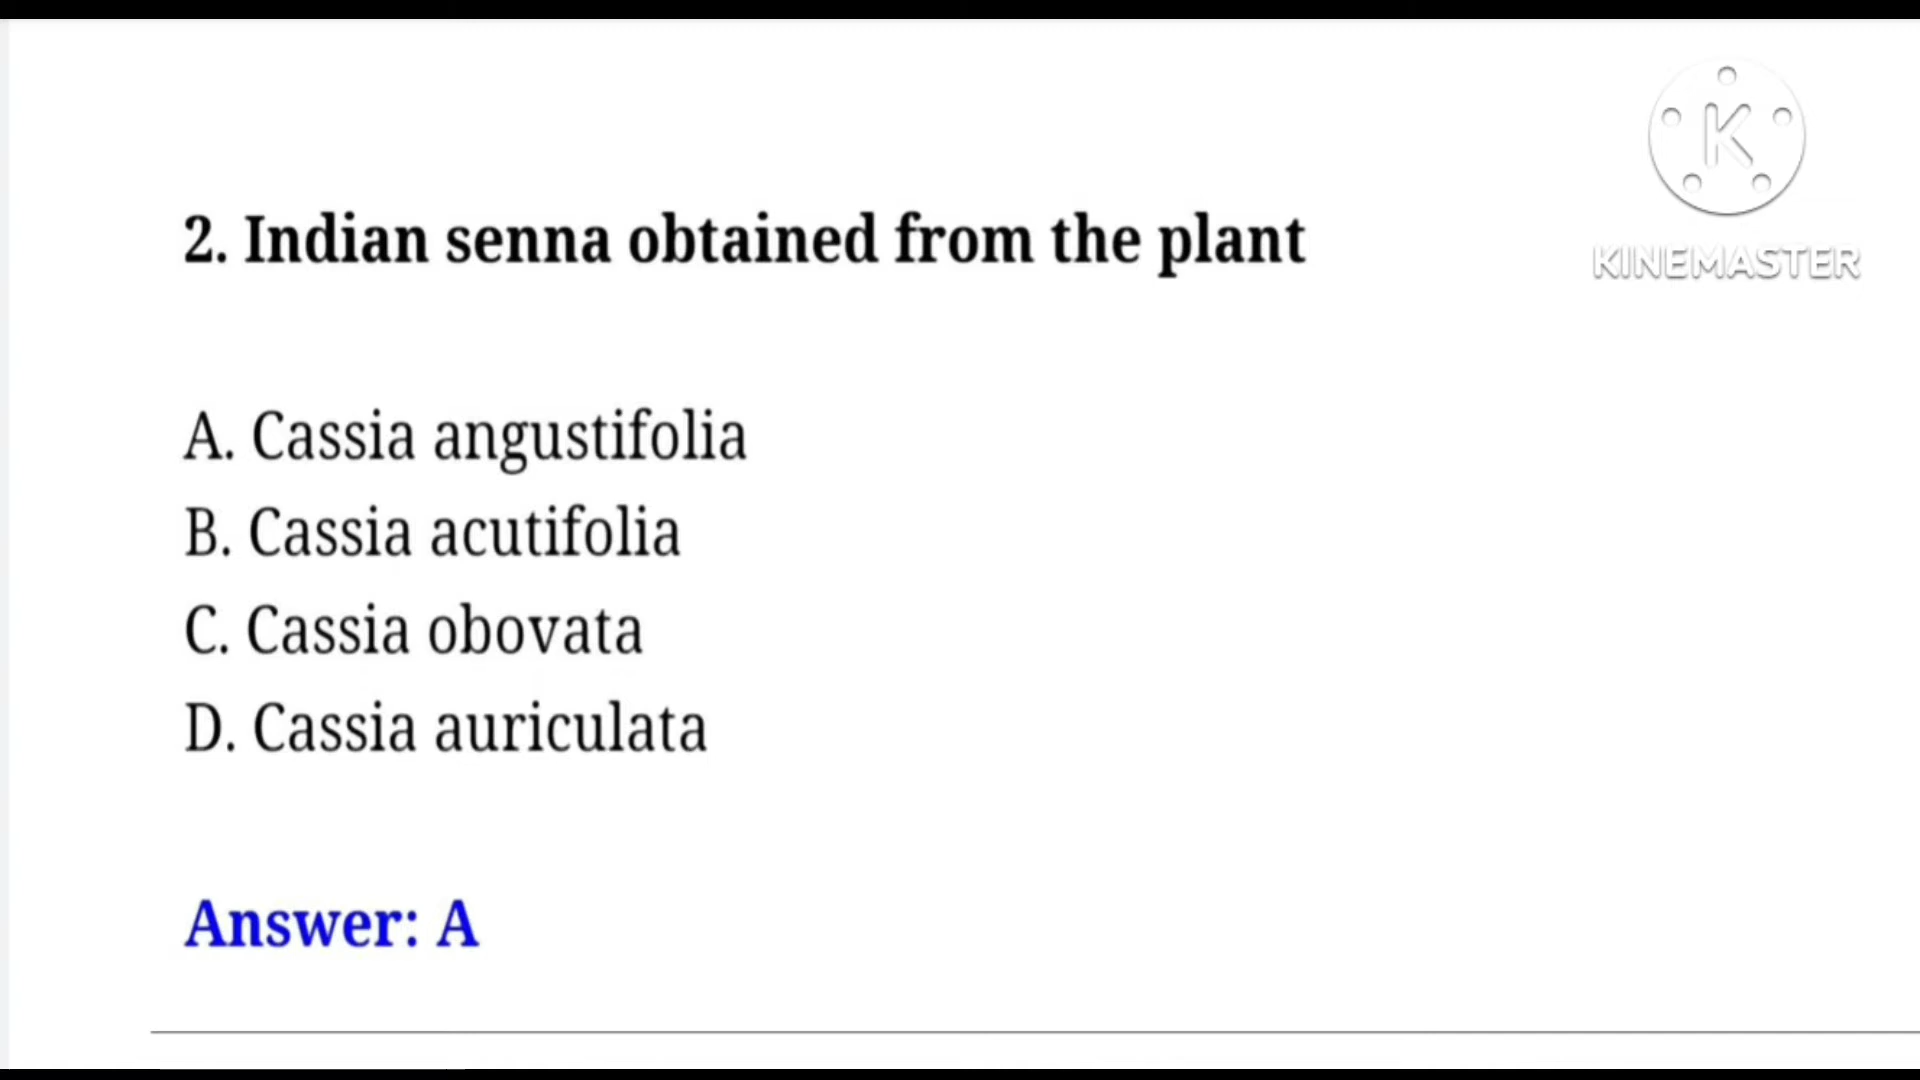 K
KINEMASTER
2. Indian senna obtained from the plant
A. Cassia angustifolia
B. Cassia acutifolia
C. Cassia obovata
D. Cassia auriculata
Answer: A